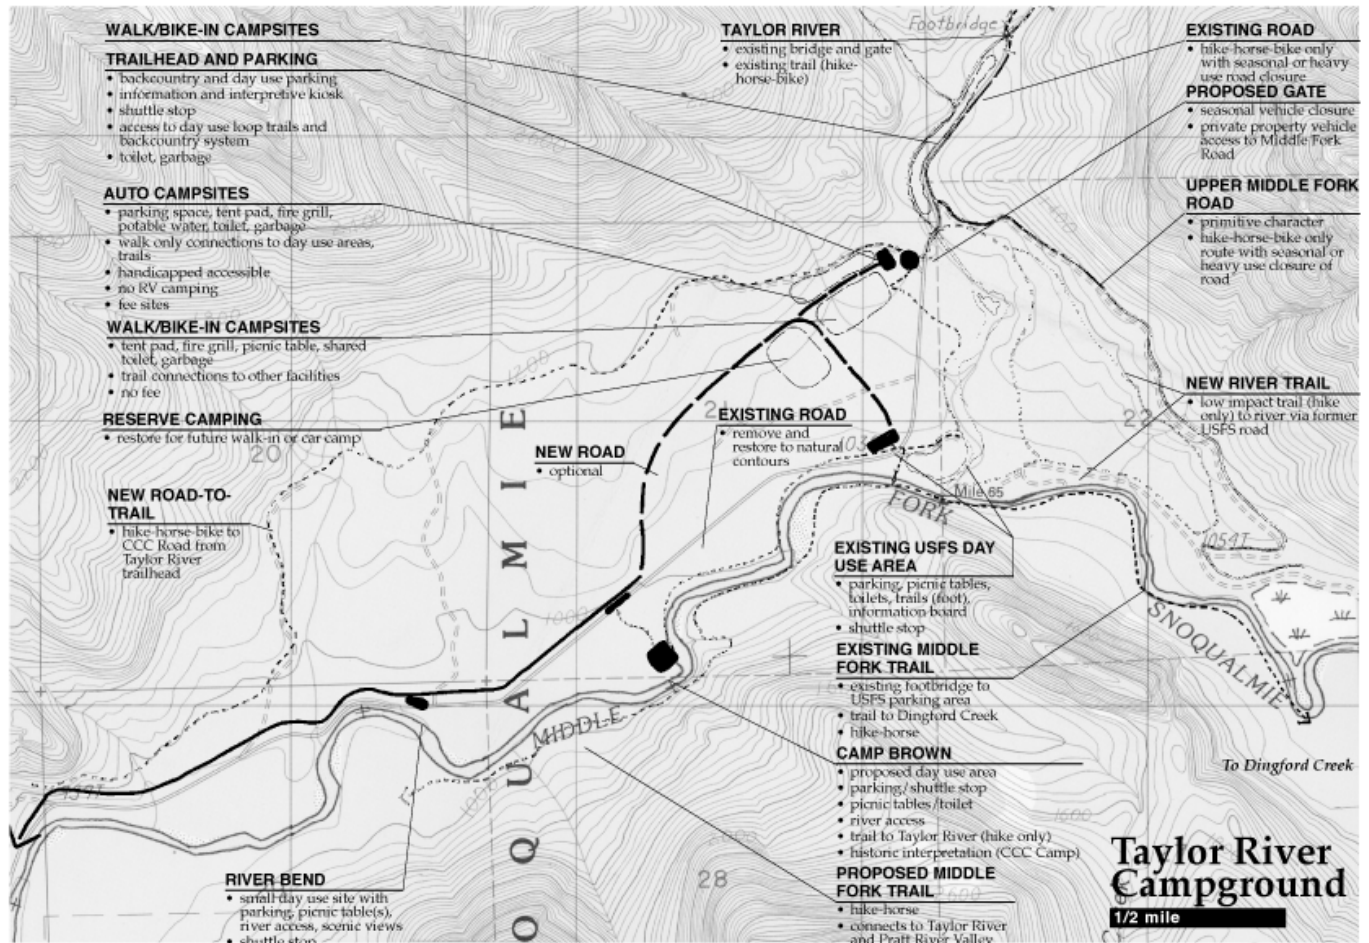 WALK/BIKE-IN CAMPSITES
TRAILHEAD AND PARKING
• backcountry and day use parking
• information and interpretive kiosk
• shuttle stop
• access to day use loop trails and
backcountry system
• toilet, garbage
AUTO CAMPSITES
• parking space, tent pad, fire grill,
potable water, toilet, garbage
• walk only connections to day use areas,
trails
• handicapped accessible
• no RV camping
• fee sites
WALK/BIKE-IN CAMPSITES
• tent pad, fire grill, picnic table, shared
toilet, garbage
• trail connections to other facilities
• no fee
RESERVE CAMPING
• restore for future walk-in or car camp
20
NEW ROAD-TO-
TRAIL
• hike-horse-bike to
CCC Road from
Taylor River
trailhead
RIVER BEND
• small day use site with
parking, picnic table(s),
river access, scenic views
• shuttle stop
NEW ROAD
• optional
TAYLOR RIVER
• existing bridge and gate
• existing trail (hike-
horse-bike)
Footbridge
21
EXISTING ROAD
• remove and
restore to natural
contours
FORK
Mile 65
EXISTING USFS DAY
USE AREA
• parking, picnic tables,
toilets, trails (foot),
information board
• shuttle stop
EXISTING MIDDLE
FORK TRAIL
• existing footbridge to
USFS parking area
• trail to Dingford Creek
• hike-horse
CAMP BROWN
• proposed day use area
• parking/shuttle stop
• picnic tables/toilet
• river access
• trail to Taylor River (hike only)
• historic interpretation (CCC Camp)
PROPOSED MIDDLE
FORK TRAIL
• hike-horse
• connects to Taylor River
and Pratt River Valley
EXISTING ROAD
• hike-horse-bike only
with seasonal or heavy
use road closure
PROPOSED GATE
• seasonal vehicle closure
• private property vehicle
access to Middle Fork
Road
UPPER MIDDLE FORK
ROAD
• primitive character
• hike-horse-bike only
route with seasonal or
heavy use closure of
road
NEW RIVER TRAIL
• low impact trail (hike
only) to river via former
USFS road
22
1054T
SNOQUALMIE
To Dingford Creek
MIDDLE
OQUALMIE
1000
1200
28
1600
Taylor River
Campground
1/2 mile